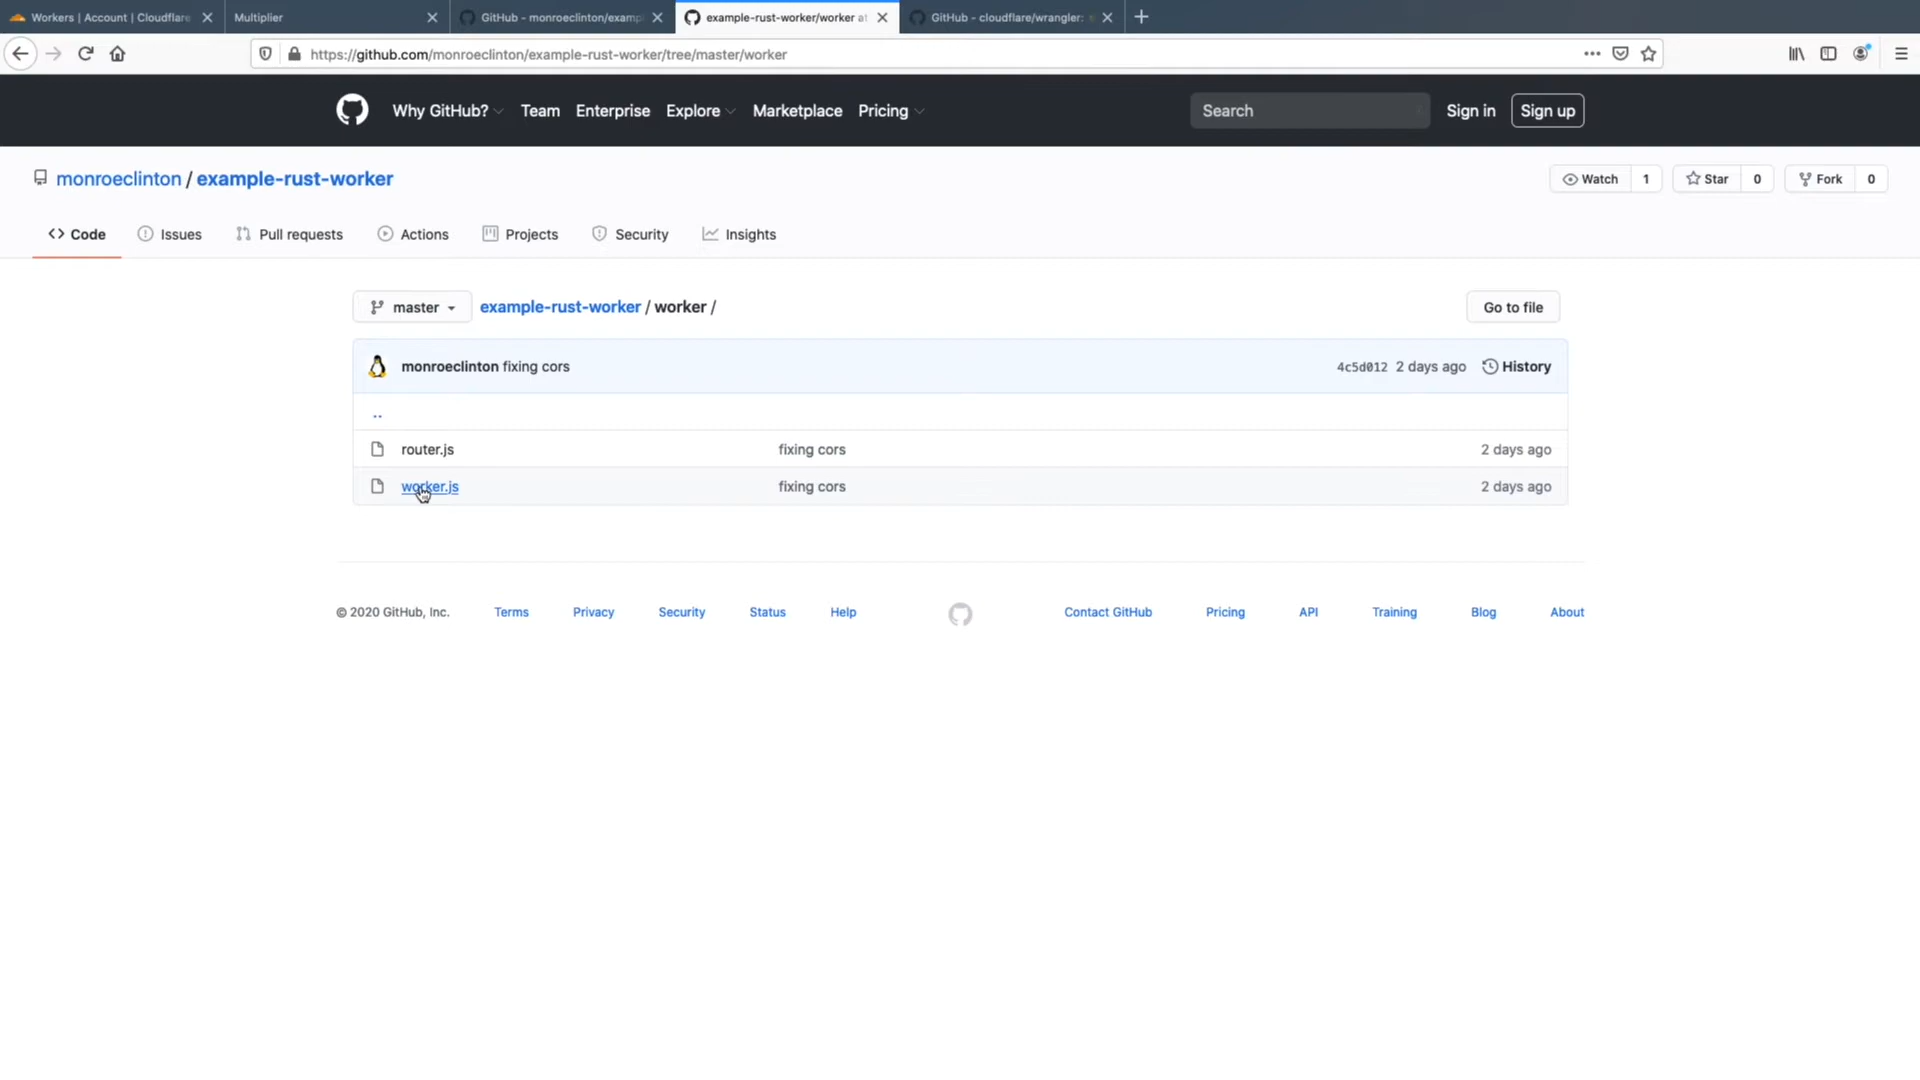 Workers | Account | Cloudflare
Multiplier
GitHub - monroeclinton/examp
example-rust-worker/worker at
GitHub - cloudflare/wrangler:
https://github.com/monroeclinton/example-rust-worker/tree/master/worker
Why GitHub? Team Enterprise Explore Marketplace Pricing
Search
Sign in
Sign up
monroeclinton / example-rust-worker
Watch 1
Star 0
Fork 0
Code
Issues
Pull requests
Actions
Projects
Security
Insights
master
example-rust-worker / worker /
Go to file
monroeclinton fixing cors
4c5d012 2 days ago
History
..
router.js fixing cors 2 days ago
worker.js fixing cors 2 days ago
© 2020 GitHub, Inc. Terms Privacy Security Status Help Contact GitHub Pricing API Training Blog About